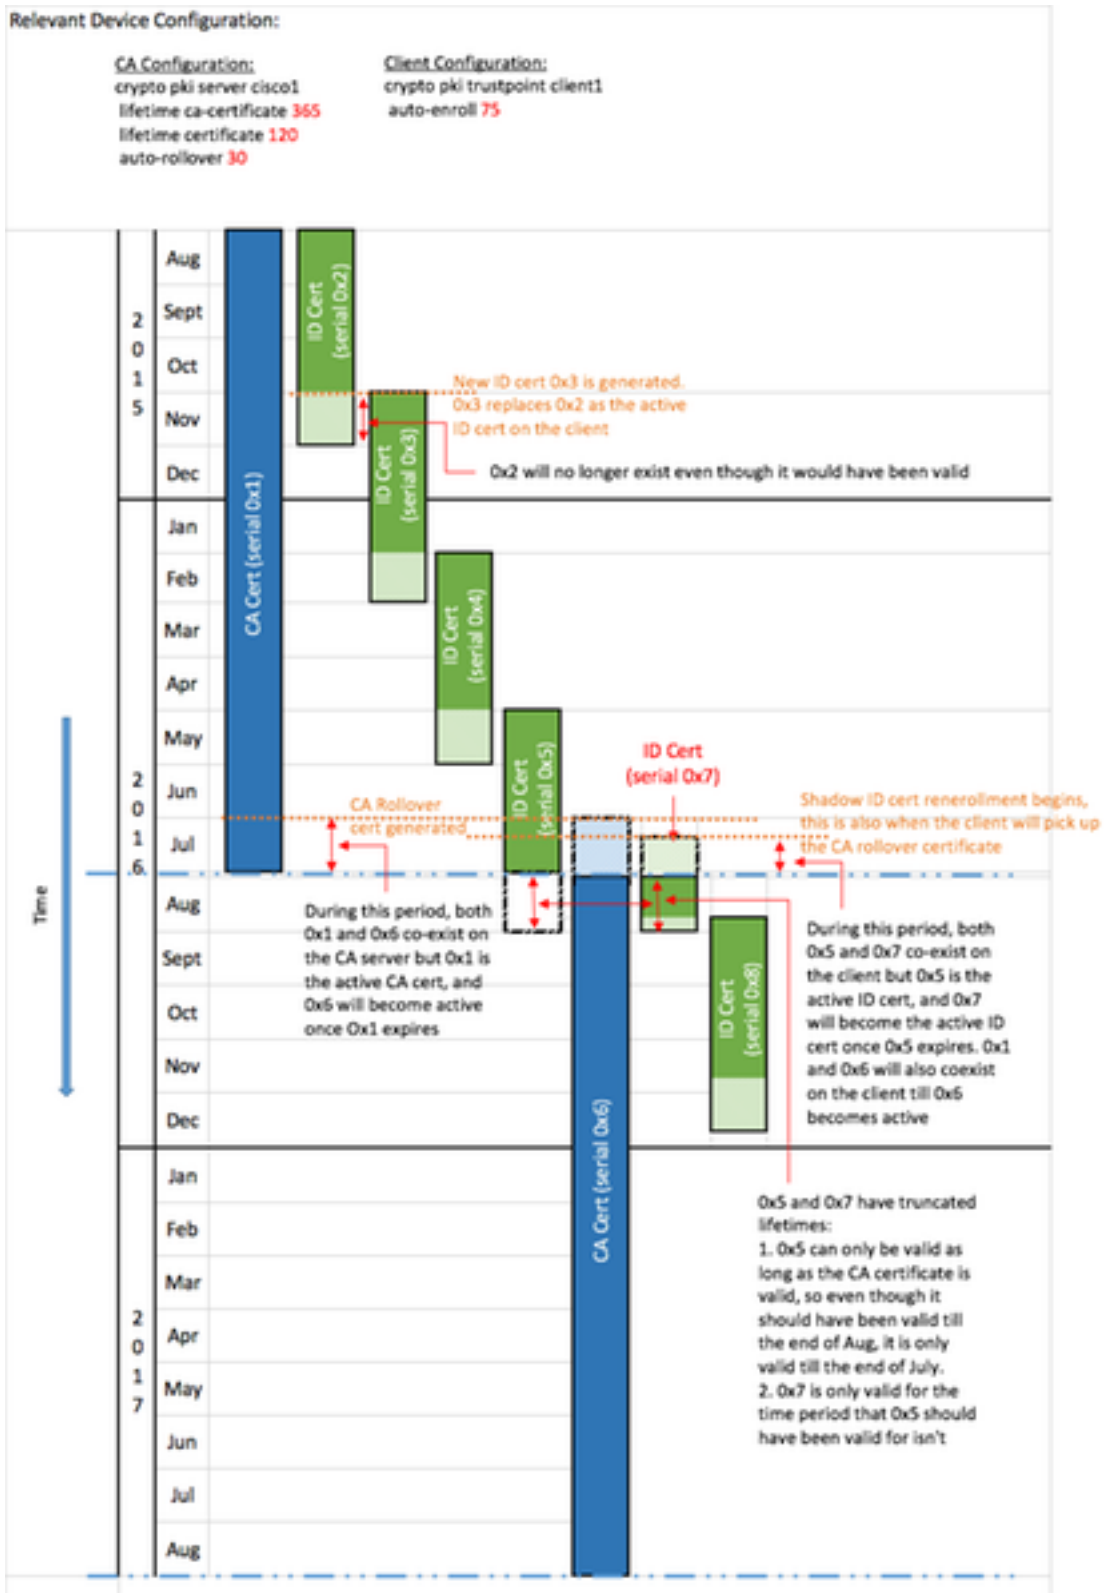 Relevant Device Configuration:
CA Configuration:
crypto pki server cisco1
lifetime ca-certificate 365
lifetime certificate 120
auto-rollover 30
Client Configuration:
crypto pki trustpoint client1
auto-enroll 75
Time
2015
Aug
Sept
Oct
Nov
Dec
2016
Jan
Feb
Mar
Apr
May
Jun
Jul
Aug
Sept
Oct
Nov
Dec
2017
Jan
Feb
Mar
Apr
May
Jun
Jul
Aug
CA Cert (serial 0x1)
ID Cert
(serial 0x2)
ID Cert
(serial 0x3)
ID Cert
(serial 0x4)
ID Cert
(serial 0x5)
CA Cert (serial 0x6)
ID Cert
(serial 0x7)
ID Cert
(serial 0x8)
New ID cert 0x3 is generated.
0x3 replaces 0x2 as the active
ID cert on the client
0x2 will no longer exist even though it would have been valid
CA Rollover
cert generated
Shadow ID cert renerollment begins,
this is also when the client will pick up
the CA rollover certificate
During this period, both
0x1 and 0x6 co-exist on
the CA server but 0x1 is
the active CA cert, and
0x6 will become active
once Ox1 expires
During this period, both
0x5 and 0x7 co-exist on
the client but 0x5 is the
active ID cert, and 0x7
will become the active ID
cert once 0x5 expires. 0x1
and 0x6 will also coexist
on the client till 0x6
becomes active
0x5 and 0x7 have truncated
lifetimes:
1. 0x5 can only be valid as
long as the CA certificate is
valid, so even though it
should have been valid till
the end of Aug, it is only
valid till the end of July.
2. 0x7 is only valid for the
time period that 0x5 should
have been valid for isn't